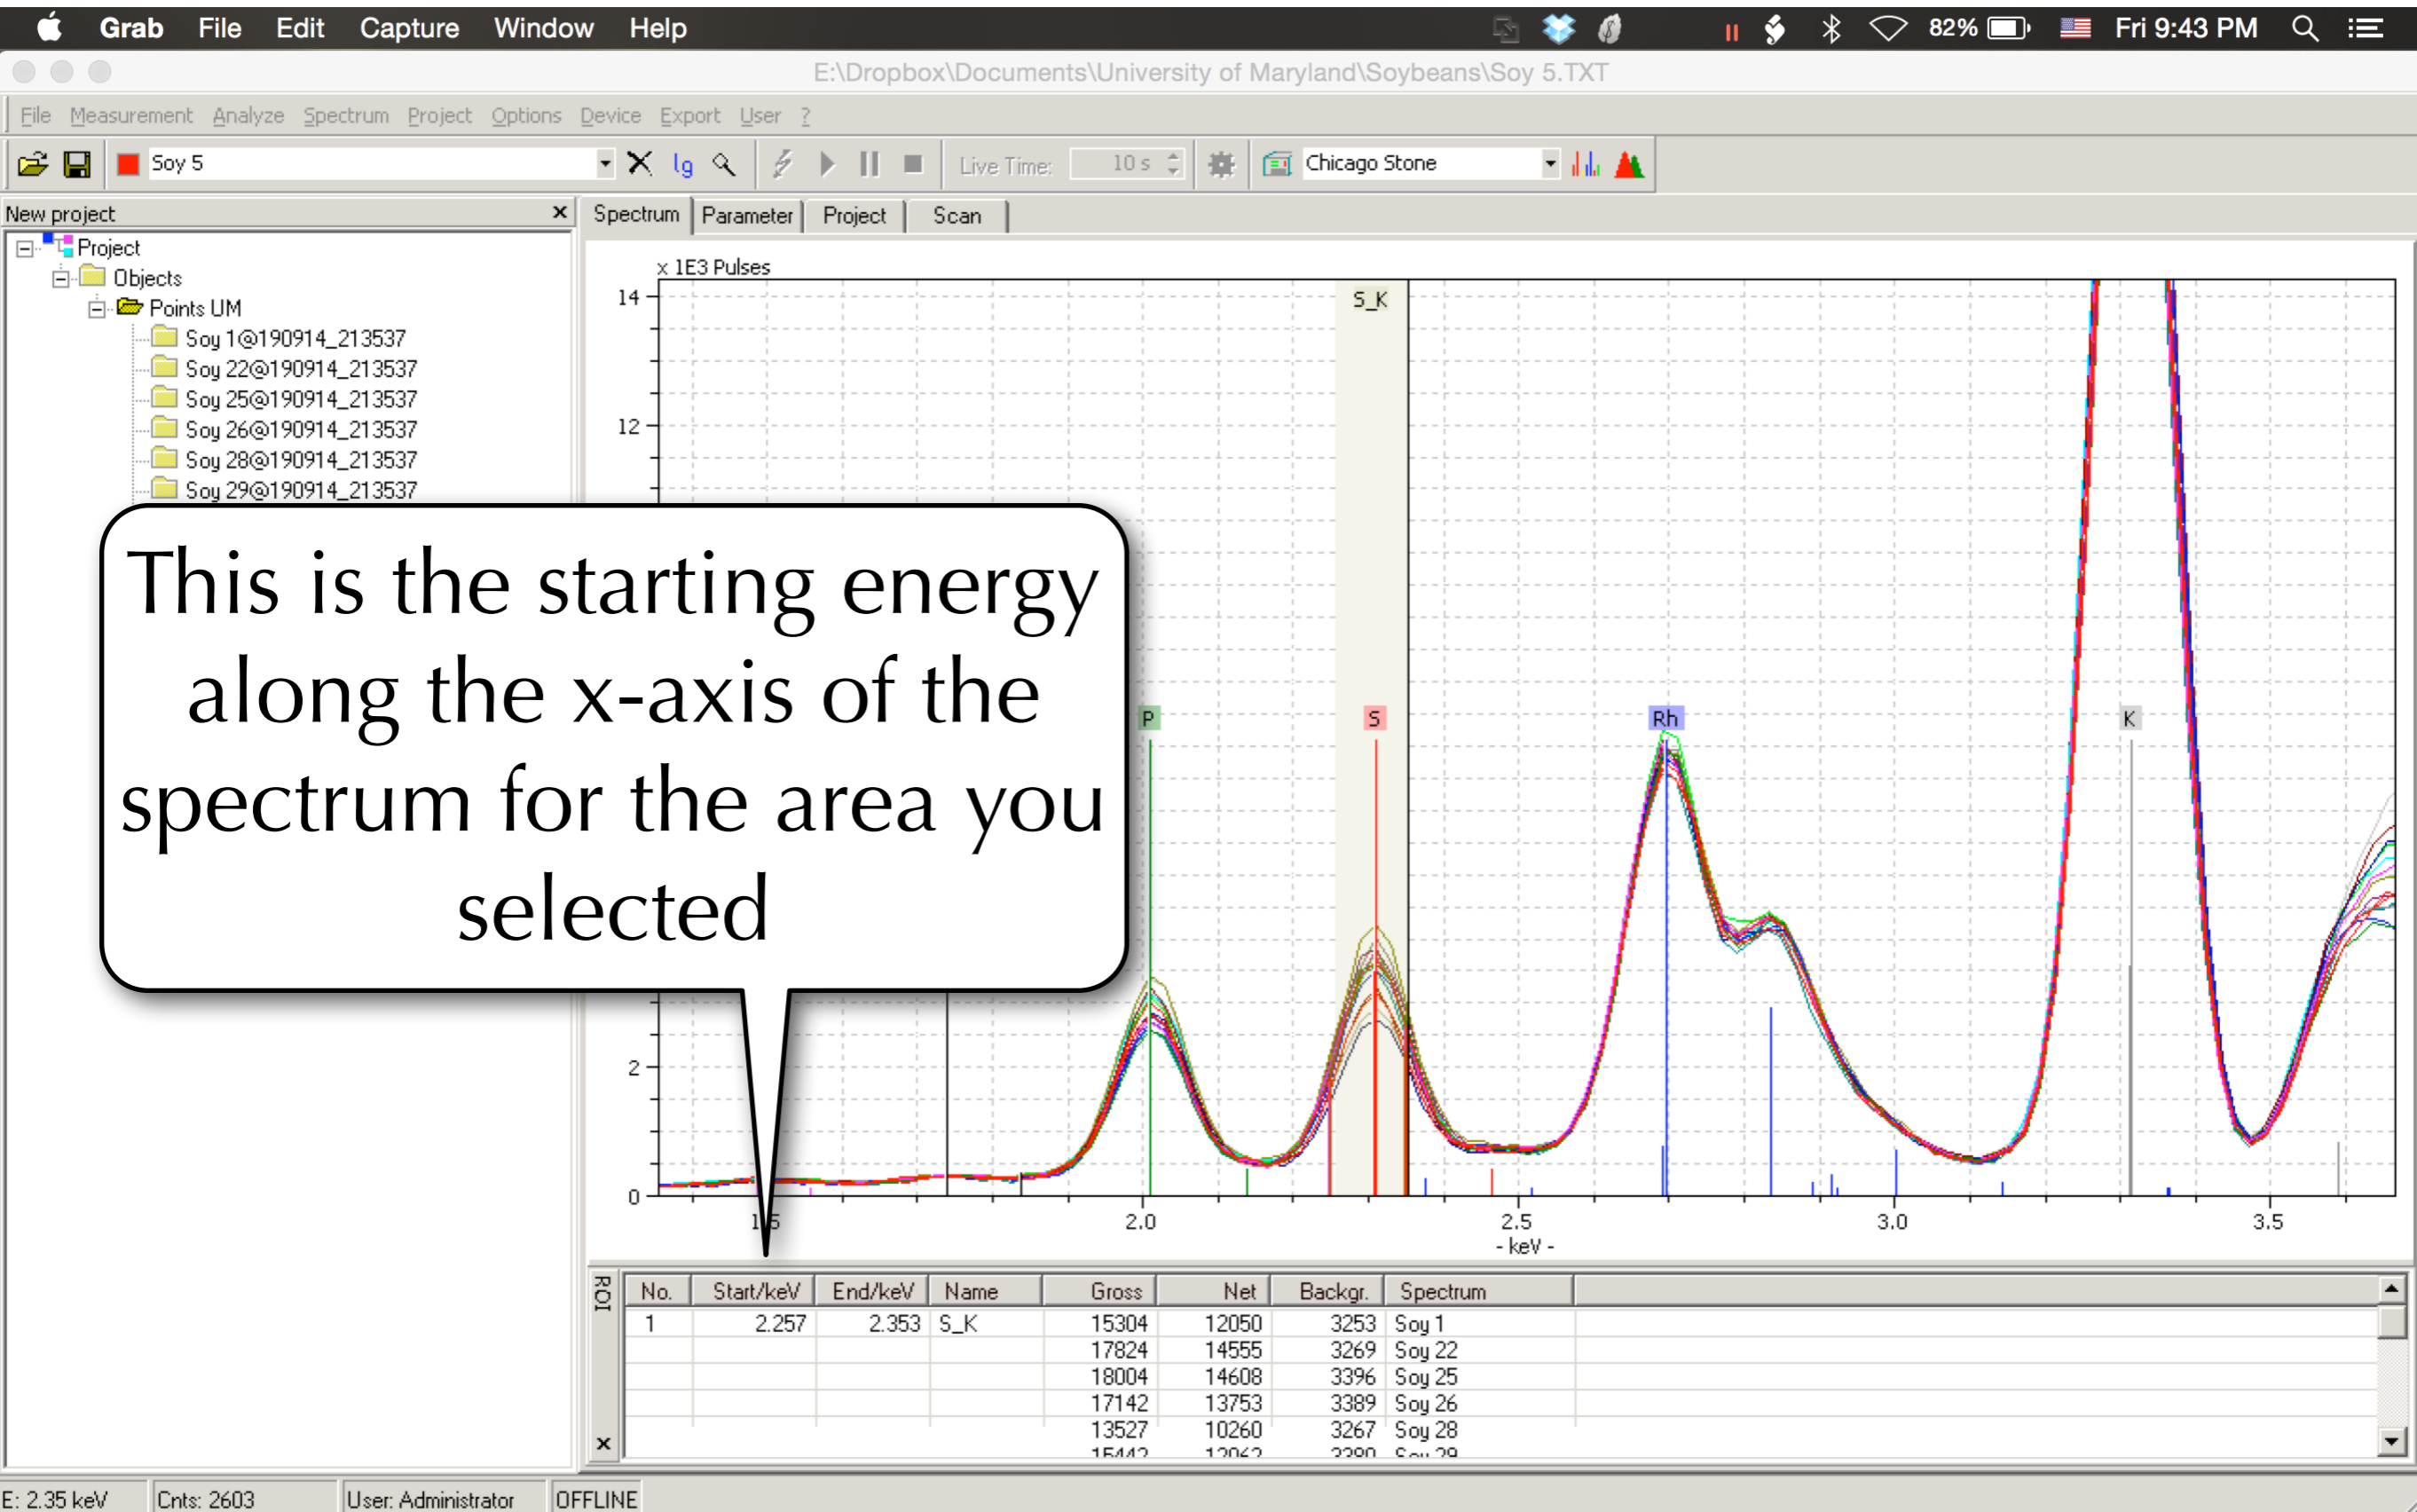 Grab File Edit Capture Window Help 82% Fri 9:43 PM
E:\Dropbox\Documents\University of Maryland\Soybeans\Soy 5.TXT
File Measurement Analyze Spectrum Project Options Device Export User ?
Soy 5 lg Live Time: 10 s Chicago Stone
New project
Spectrum Parameter Project Scan
Project
Objects
Points UM
Soy 1@190914_213537
Soy 22@190914_213537
Soy 25@190914_213537
Soy 26@190914_213537
Soy 28@190914_213537
Soy 29@190914_213537
x 1E3 Pulses
14
S_K
12
This is the starting energy
along the x-axis of the
spectrum for the area you
selected
P S Rh K
2
0
2.0 2.5 3.0 3.5
- keV -
ROI
No. Start/keV End/keV Name Gross Net Backgr. Spectrum
1 2.257 2.353 S_K 15304 12050 3253 Soy 1
17824 14555 3269 Soy 22
18004 14608 3396 Soy 25
17142 13753 3389 Soy 26
13527 10260 3267 Soy 28
E: 2.35 keV Cnts: 2603 User: Administrator OFFLINE